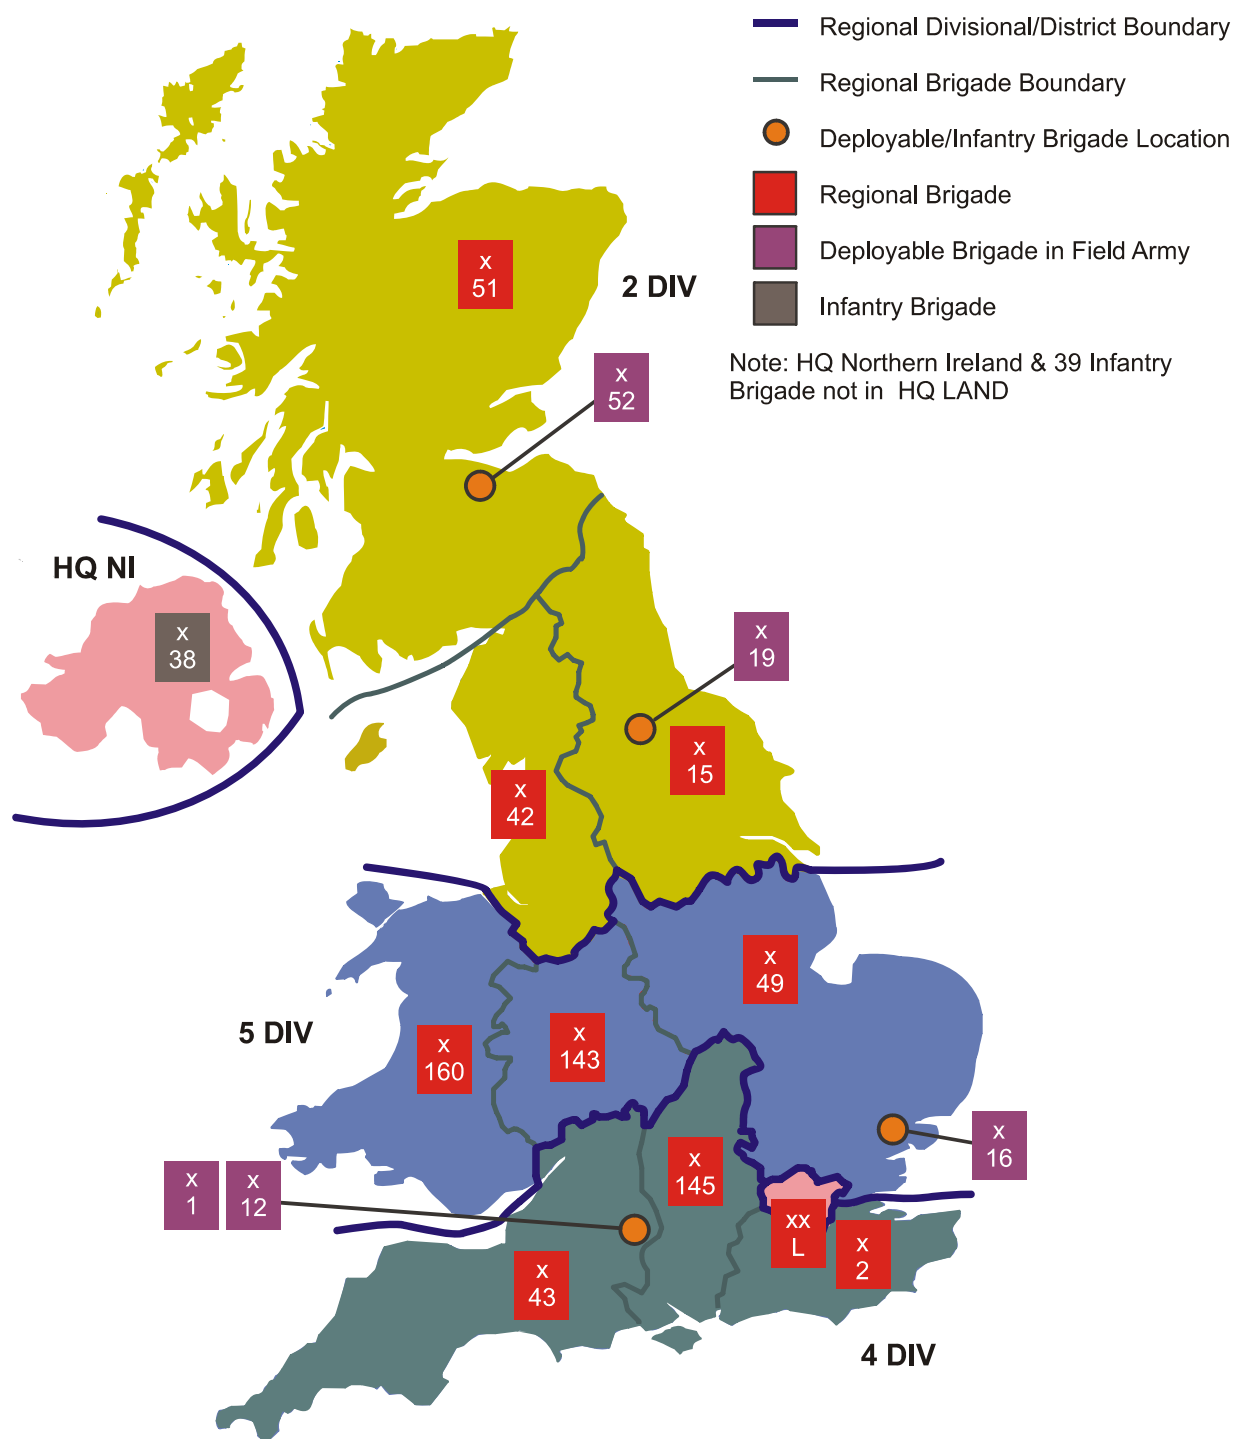 Regional Divisional/District Boundary
Regional Brigade Boundary
Deployable/Infantry Brigade Location
Regional Brigade
Deployable Brigade in Field Army
Infantry Brigade
Note: HQ Northern Ireland & 39 Infantry
Brigade not in HQ LAND
x
51
2 DIV
x
52
HQ NI
x
38
x
19
x
15
x
42
x
49
5 DIV
x
160
x
143
x
16
x
1
x
12
x
145
xx
L
x
2
x
43
4 DIV